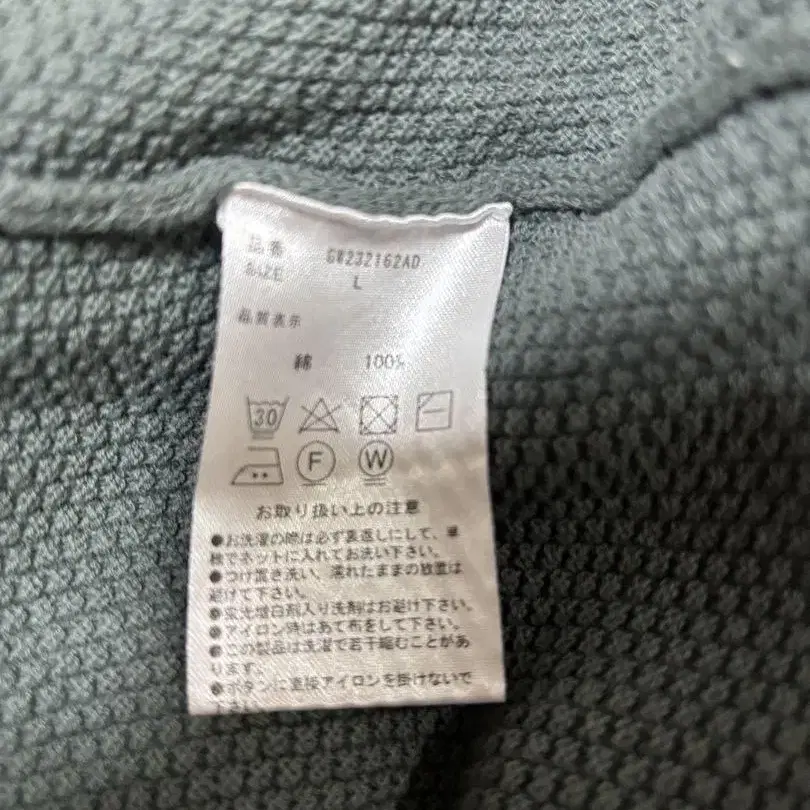 品番 GW232162AD
SIZE L
品質表示
綿 100%
30
F W
お取り扱い上の注意
●お洗濯の際は必ず裏返しにして、単
綿でネットに入れてお洗い下さい。
●つけ置き洗い、濡れたままの放置は
避けて下さい。
●蛍光増白剤入り洗剤はお避け下さい。
●アイロン時はあて布をして下さい。
●この製品は洗濯で若干縮むことがあ
ります。
●ボタンに直接アイロンを掛けないで
下さい。